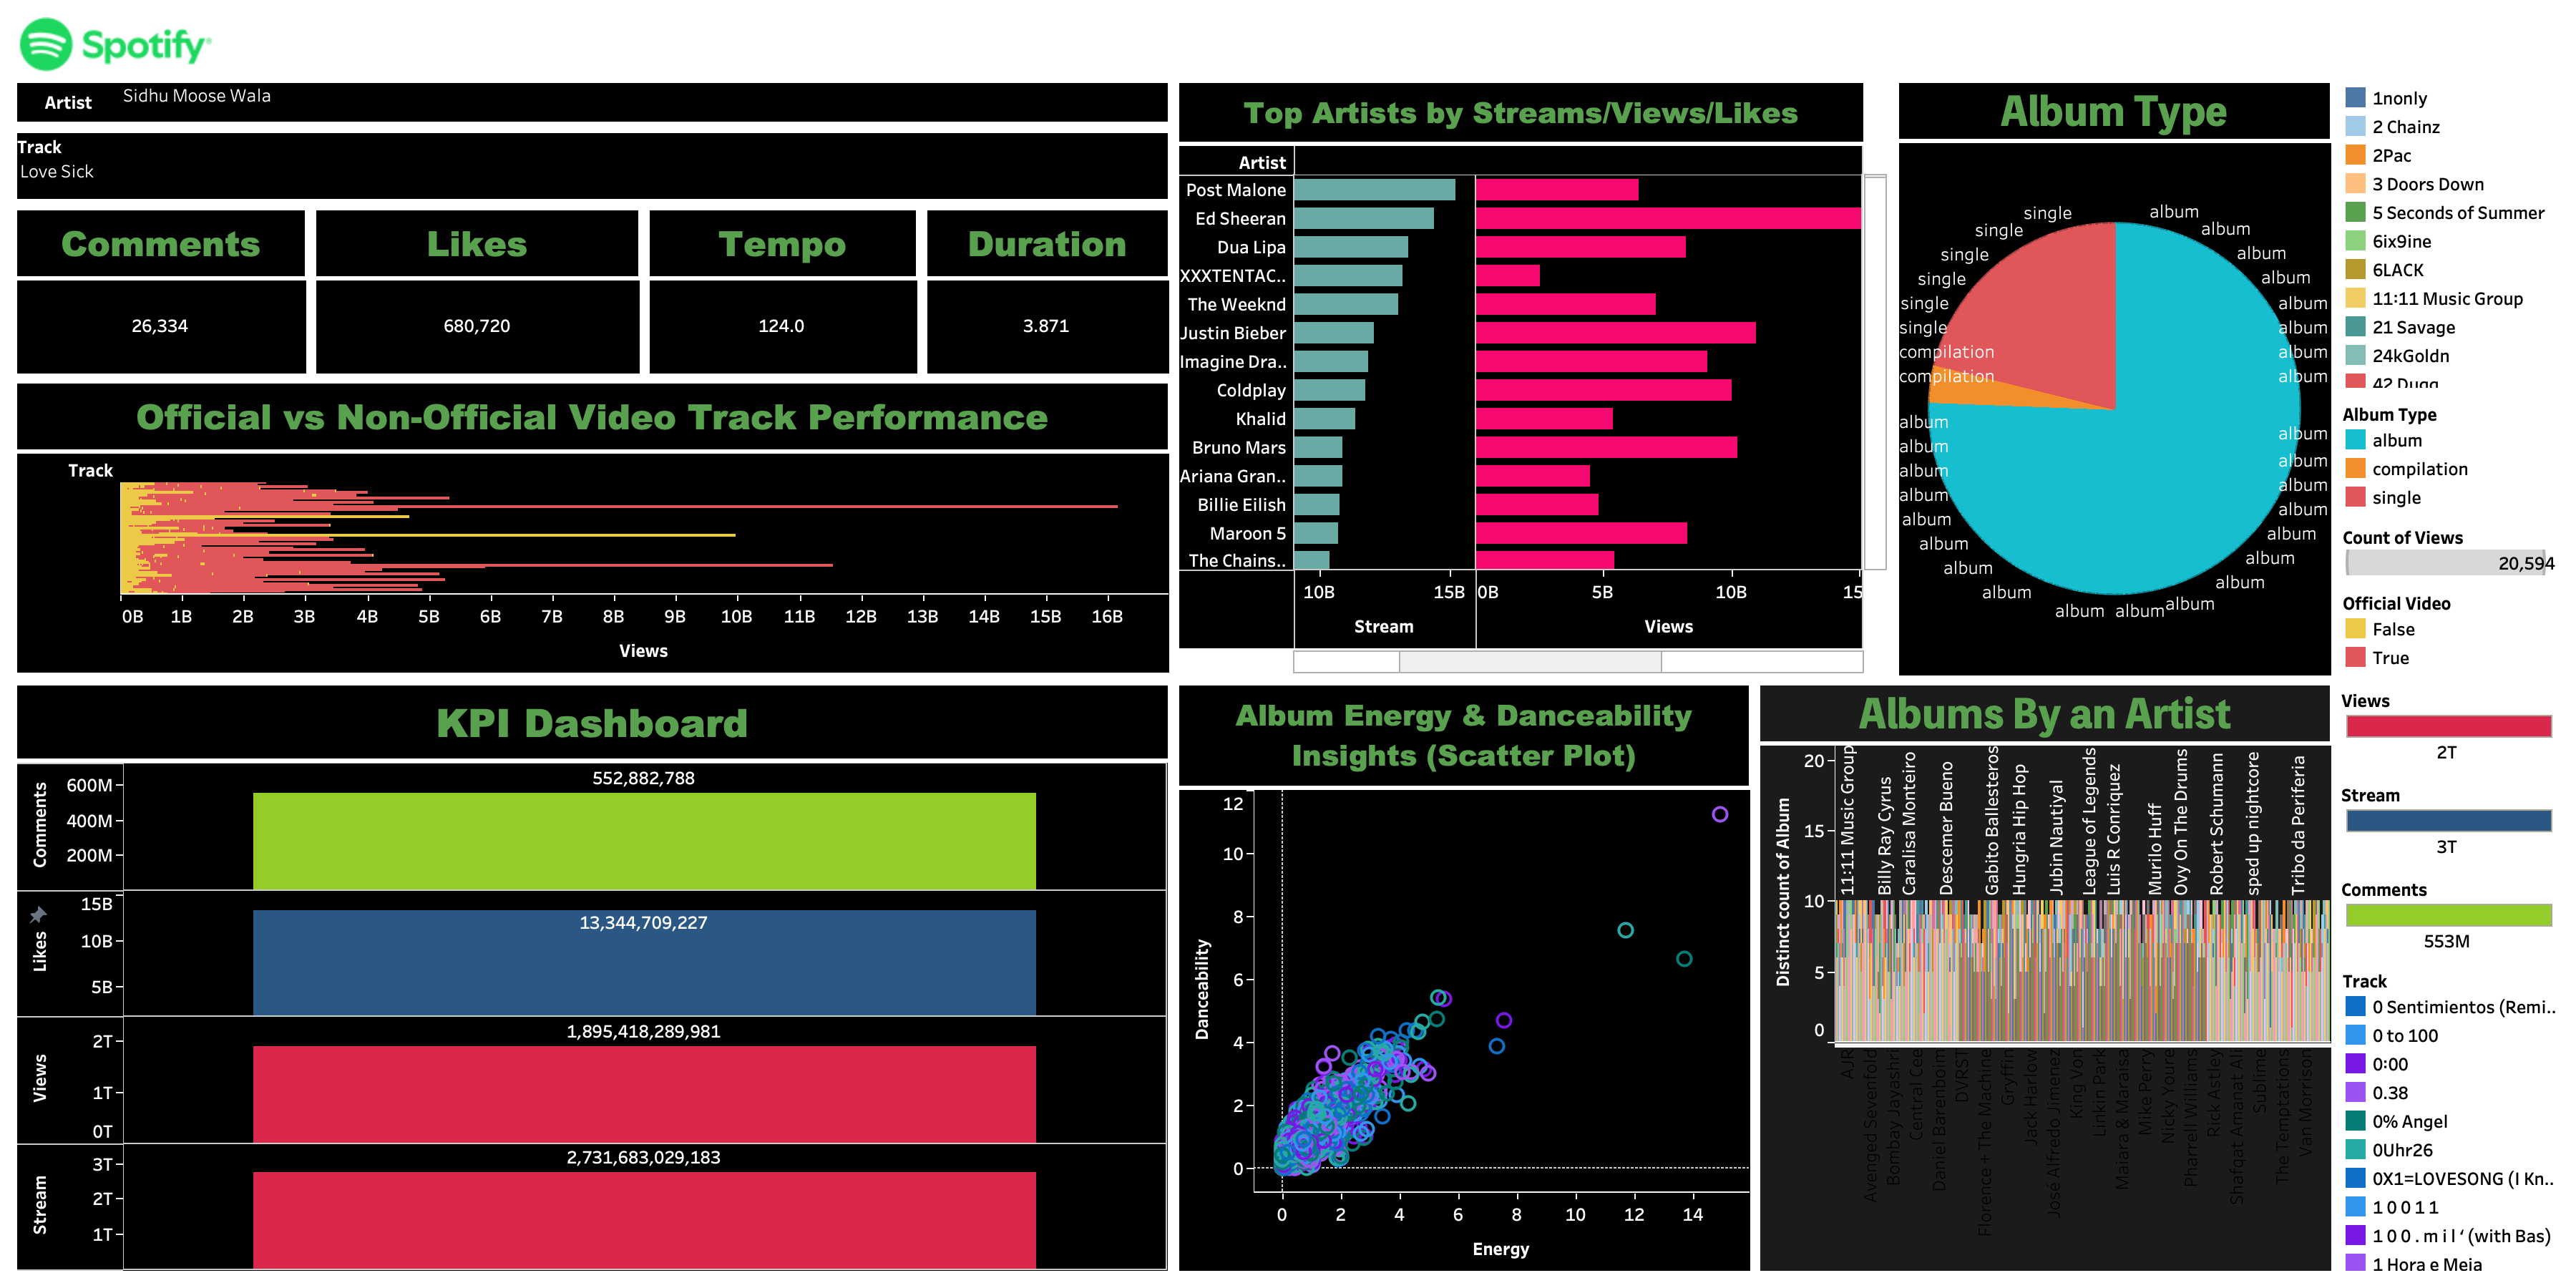 Spotify
Artist
Sidhu Moose Wala
Track
Love Sick
Comments
Likes
Tempo
Duration
26,334
680,720
124.0
3.871
Official vs Non-Official Video Track Performance
Track
0B 1B 2B 3B 4B 5B 6B 7B 8B 9B 10B 11B 12B 13B 14B 15B 16B
Views
Top Artists by Streams/Views/Likes
Artist
Post Malone
Ed Sheeran
Dua Lipa
XXXTENTAC..
The Weeknd
Justin Bieber
Imagine Dra..
Coldplay
Khalid
Bruno Mars
Ariana Gran..
Billie Eilish
Maroon 5
The Chains..
10B 15B 0B 5B 10B 15
Stream
Views
Album Type
single album
single album
single album
single album
single album
single album
compilation album
compilation album
album album
album album
album album
album album
album album
album album
album album
album album
album album album
1nonly
2 Chainz
2Pac
3 Doors Down
5 Seconds of Summer
6ix9ine
6LACK
11:11 Music Group
21 Savage
24kGoldn
42 Dugg
Album Type
album
compilation
single
Count of Views
20,594
Official Video
False
True
KPI Dashboard
Comments
600M
400M
200M
552,882,788
Likes
15B
10B
5B
13,344,709,227
Views
2T
1T
0T
1,895,418,289,981
Stream
3T
2T
1T
2,731,683,029,183
Album Energy & Danceability
Insights (Scatter Plot)
Danceability
12
10
8
6
4
2
0
0 2 4 6 8 10 12 14
Energy
Albums By an Artist
Distinct count of Album
20
15
10
5
0
11:11 Music Group
Billy Ray Cyrus
Caralisa Monteiro
Descemer Bueno
Gabito Ballesteros
Hungria Hip Hop
Jubin Nautiyal
League of Legends
Luis R Conriquez
Murilo Huff
Ovy On The Drums
Robert Schumann
sped up nightcore
Tribo da Periferia
AJR
Avenged Sevenfold
Bombay Jayashri
Central Cee
Daniel Barenboim
DVRST
Florence + The Machine
Gryffin
Jack Harlow
José Alfredo Jimenez
King Von
Linkin Park
Maiara & Maraisa
Mike Perry
Nicky Youre
Pharrell Williams
Rick Astley
Shafqat Amanat Ali
Sublime
The Temptations
Van Morrison
Views
2T
Stream
3T
Comments
553M
Track
0 Sentimientos (Remi..
0 to 100
0:00
0.38
0% Angel
0Uhr26
0X1=LOVESONG (I Kn..
1 0 0 1 1
1 0 0 . m i l ‘ (with Bas)
1 Hora e Meia